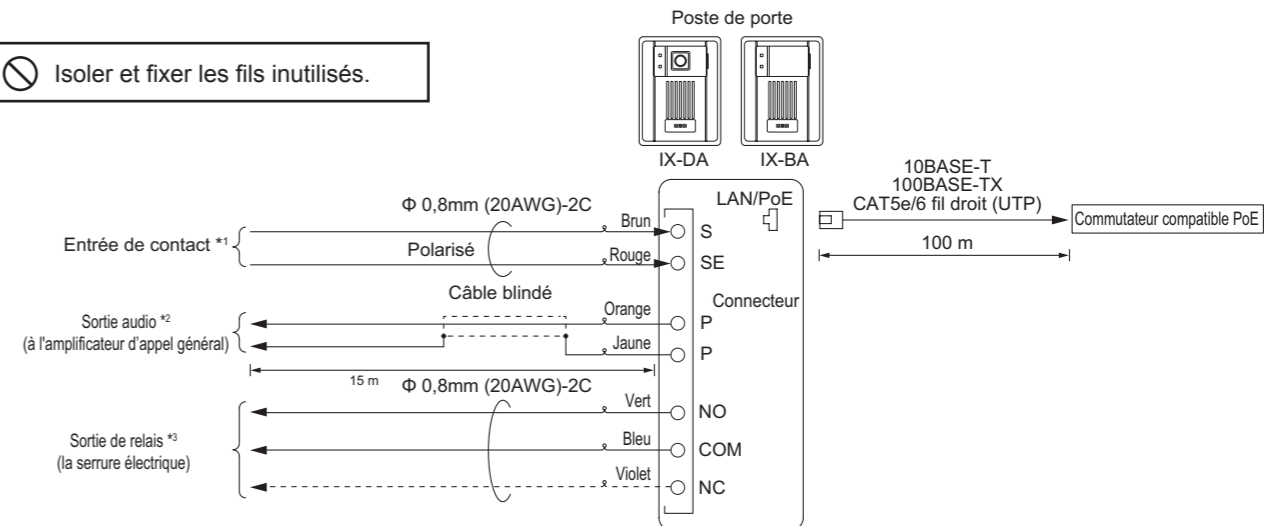 Poste de porte
Isoler et fixer les fils inutilisés.
IX-DA
IX-BA
10BASE-T
100BASE-TX
CAT5e/6 fil droit (UTP)
Commutateur compatible PoE
100 m
LAN/PoE
Φ 0,8mm (20AWG)-2C
Entrée de contact *1
Polarisé
Brun
S
Rouge
SE
Câble blindé
Connecteur
Sortie audio *2
(à l'amplificateur d'appel général)
Orange
P
Jaune
P
15 m
Φ 0,8mm (20AWG)-2C
Sortie de relais *3
(la serrure électrique)
Vert
NO
Bleu
COM
Violet
NC